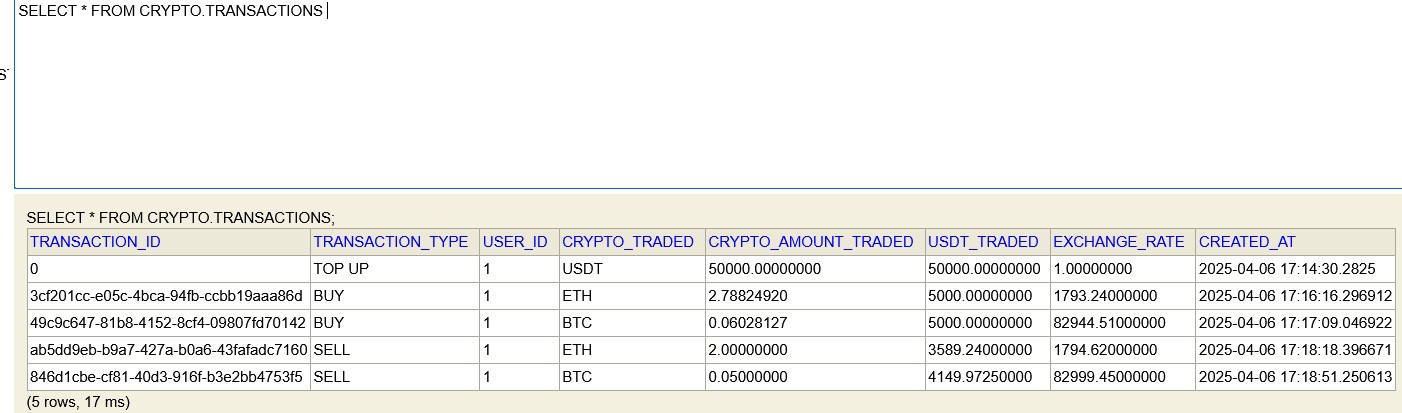 SELECT * FROM CRYPTO.TRANSACTIONS
S
SELECT * FROM CRYPTO.TRANSACTIONS;
TRANSACTION_ID TRANSACTION_TYPE USER_ID CRYPTO_TRADED CRYPTO_AMOUNT_TRADED USDT_TRADED EXCHANGE_RATE CREATED_AT
0 TOP UP 1 USDT 50000.00000000 50000.00000000 1.00000000 2025-04-06 17:14:30.2825
3cf201cc-e05c-4bca-94fb-ccbb19aaa86d BUY 1 ETH 2.78824920 5000.00000000 1793.24000000 2025-04-06 17:16:16.296912
49c9c647-81b8-4152-8cf4-09807fd70142 BUY 1 BTC 0.06028127 5000.00000000 82944.51000000 2025-04-06 17:17:09.046922
ab5dd9eb-b9a7-427a-b0a6-43fafadc7160 SELL 1 ETH 2.00000000 3589.24000000 1794.62000000 2025-04-06 17:18:18.396671
846d1cbe-cf81-40d3-916f-b3e2bb4753f5 SELL 1 BTC 0.05000000 4149.97250000 82999.45000000 2025-04-06 17:18:51.250613
(5 rows, 17 ms)